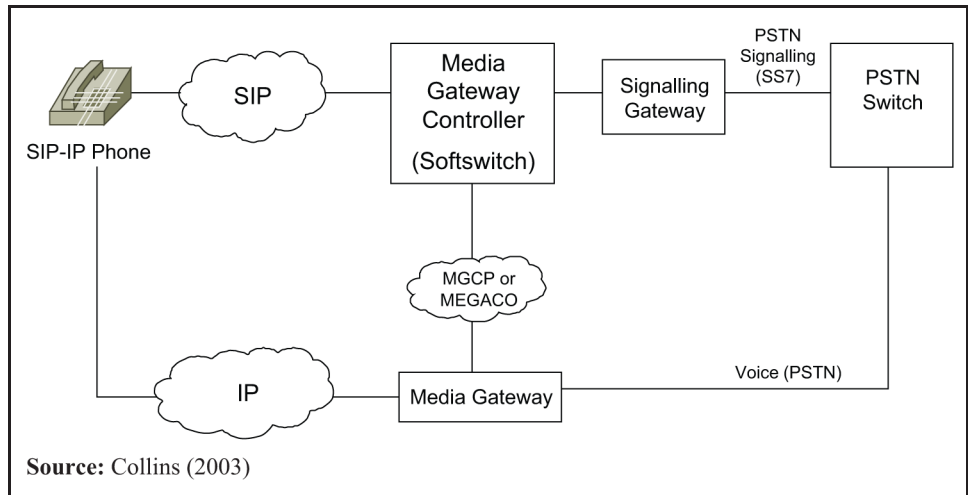 SIP-IP Phone
SIP
Media
Gateway
Controller
(Softswitch)
Signalling
Gateway
PSTN
Signalling
(SS7)
PSTN
Switch
MGCP or
MEGACO
IP
Media Gateway
Voice (PSTN)
Source: Collins (2003)